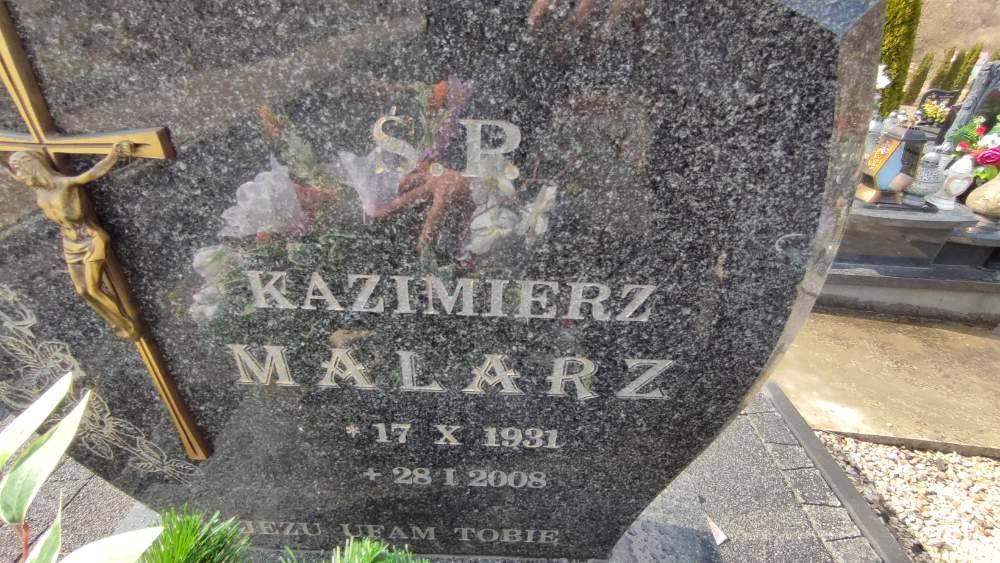 Ś.P.
KAZIMIERZ
MALARZ
* 17 X 1931
+ 28 I 2008
JEZU UFAM TOBIE